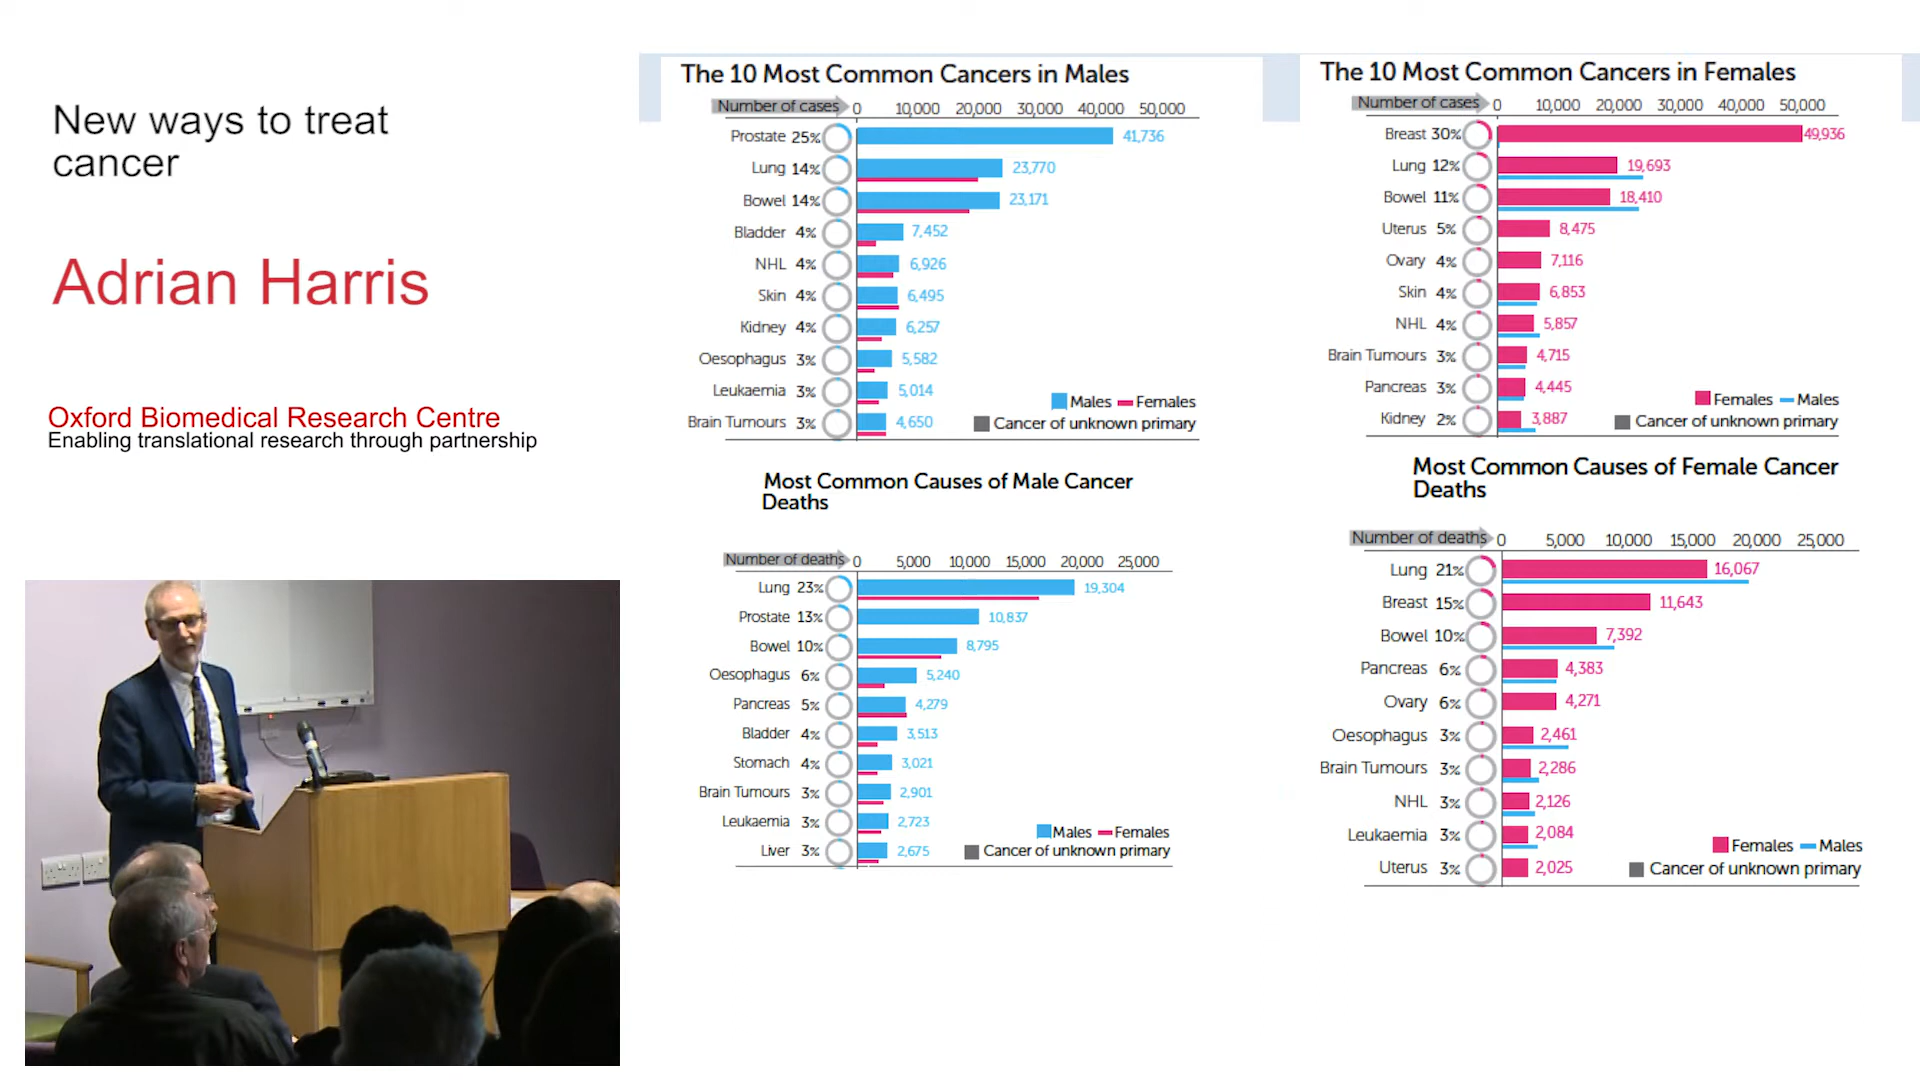 New ways to treat
cancer
Adrian Harris
Oxford Biomedical Research Centre
Enabling translational research through partnership
The 10 Most Common Cancers in Males
Number of cases 0 10,000 20,000 30,000 40,000 50,000
Prostate 25% 41,736
Lung 14% 23,770
Bowel 14% 23,171
Bladder 4% 7,452
NHL 4% 6,926
Skin 4% 6,495
Kidney 4% 6,257
Oesophagus 3% 5,582
Leukaemia 3% 5,014
Brain Tumours 3% 4,650
Males Females
Cancer of unknown primary
The 10 Most Common Cancers in Females
Number of cases 0 10,000 20,000 30,000 40,000 50,000
Breast 30% 49,936
Lung 12% 19,693
Bowel 11% 18,410
Uterus 5% 8,475
Ovary 4% 7,116
Skin 4% 6,853
NHL 4% 5,857
Brain Tumours 3% 4,715
Pancreas 3% 4,445
Kidney 2% 3,887
Females Males
Cancer of unknown primary
Most Common Causes of Male Cancer
Deaths
Number of deaths 0 5,000 10,000 15,000 20,000 25,000
Lung 23% 19,304
Prostate 13% 10,837
Bowel 10% 8,795
Oesophagus 6% 5,240
Pancreas 5% 4,279
Bladder 4% 3,513
Stomach 4% 3,021
Brain Tumours 3% 2,901
Leukaemia 3% 2,723
Liver 3% 2,675
Males Females
Cancer of unknown primary
Most Common Causes of Female Cancer
Deaths
Number of deaths 0 5,000 10,000 15,000 20,000 25,000
Lung 21% 16,067
Breast 15% 11,643
Bowel 10% 7,392
Pancreas 6% 4,383
Ovary 6% 4,271
Oesophagus 3% 2,461
Brain Tumours 3% 2,286
NHL 3% 2,126
Leukaemia 3% 2,084
Uterus 3% 2,025
Females Males
Cancer of unknown primary